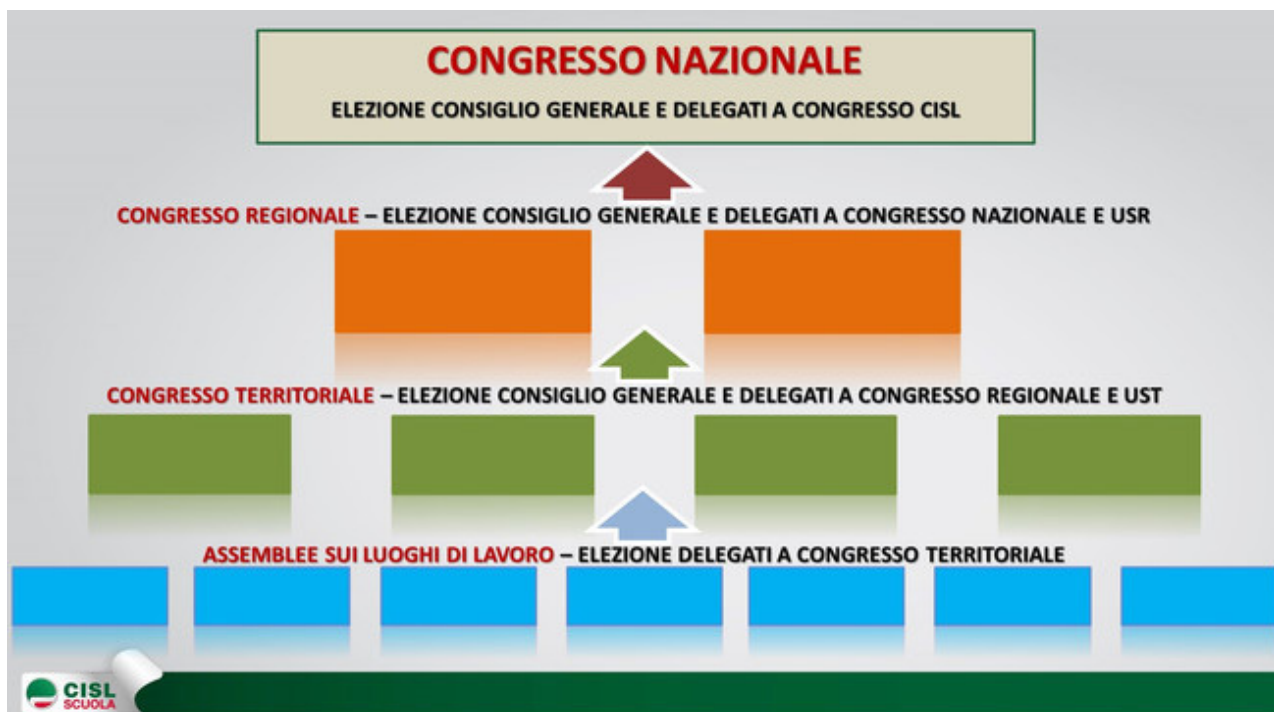 CONGRESSO NAZIONALE
ELEZIONE CONSIGLIO GENERALE E DELEGATI A CONGRESSO CISL
CONGRESSO REGIONALE – ELEZIONE CONSIGLIO GENERALE E DELEGATI A CONGRESSO NAZIONALE E USR
CONGRESSO TERRITORIALE – ELEZIONE CONSIGLIO GENERALE E DELEGATI A CONGRESSO REGIONALE E UST
ASSEMBLEE SUI LUOGHI DI LAVORO – ELEZIONE DELEGATI A CONGRESSO TERRITORIALE
CISL
SCUOLA